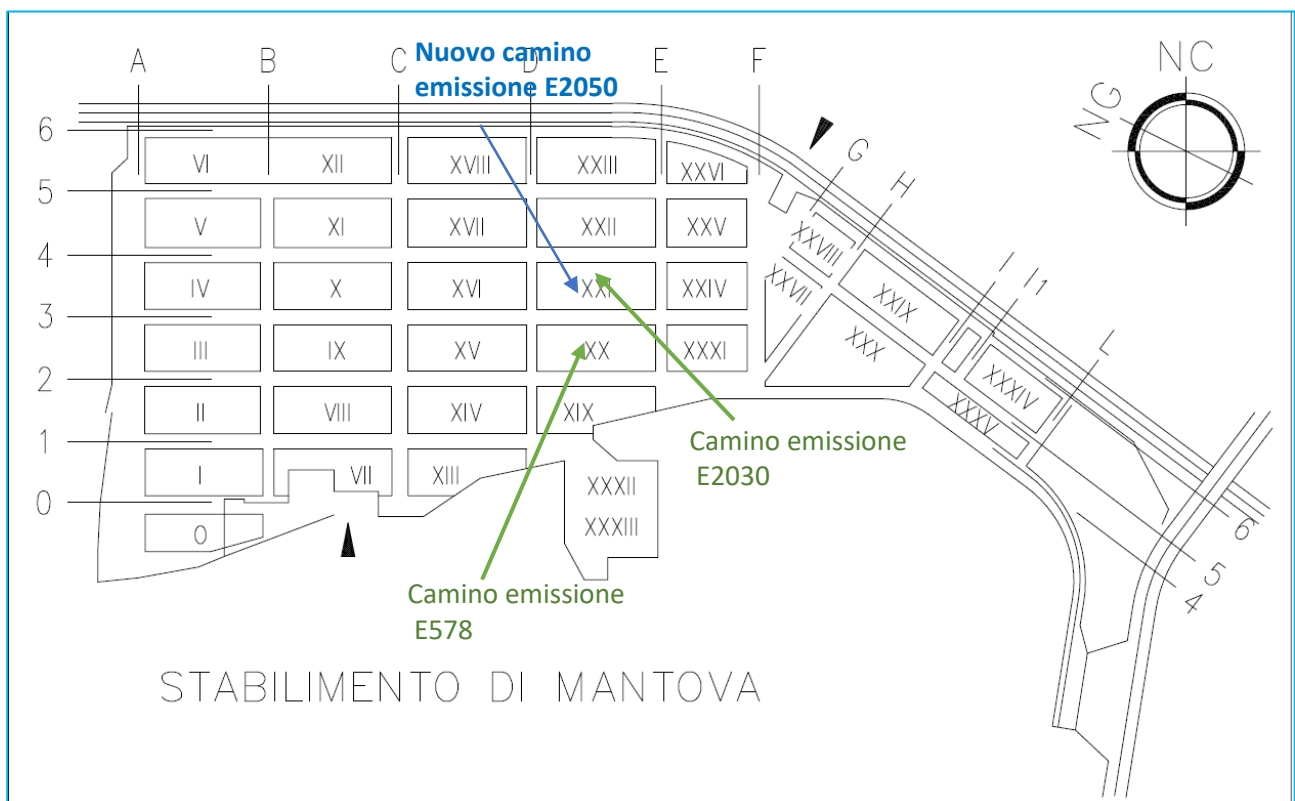 Nuovo camino
emissione E2050
A B C D E F
NC
NG
6 VI XII XVIII XXIII XXVI
G
H
5 V XI XVII XXII XXV
XXVIII
4 IV X XVI XXI XXIV
XXVII
XXIX
I
I1
3 III IX XV XX XXXI
XXX
XXXIV
L
2 II VIII XIV XIX
XXXV
1 I VII XIII
Camino emissione
E2030
0 O
XXXII
XXXIII
6
5
4
Camino emissione
E578
STABILIMENTO DI MANTOVA